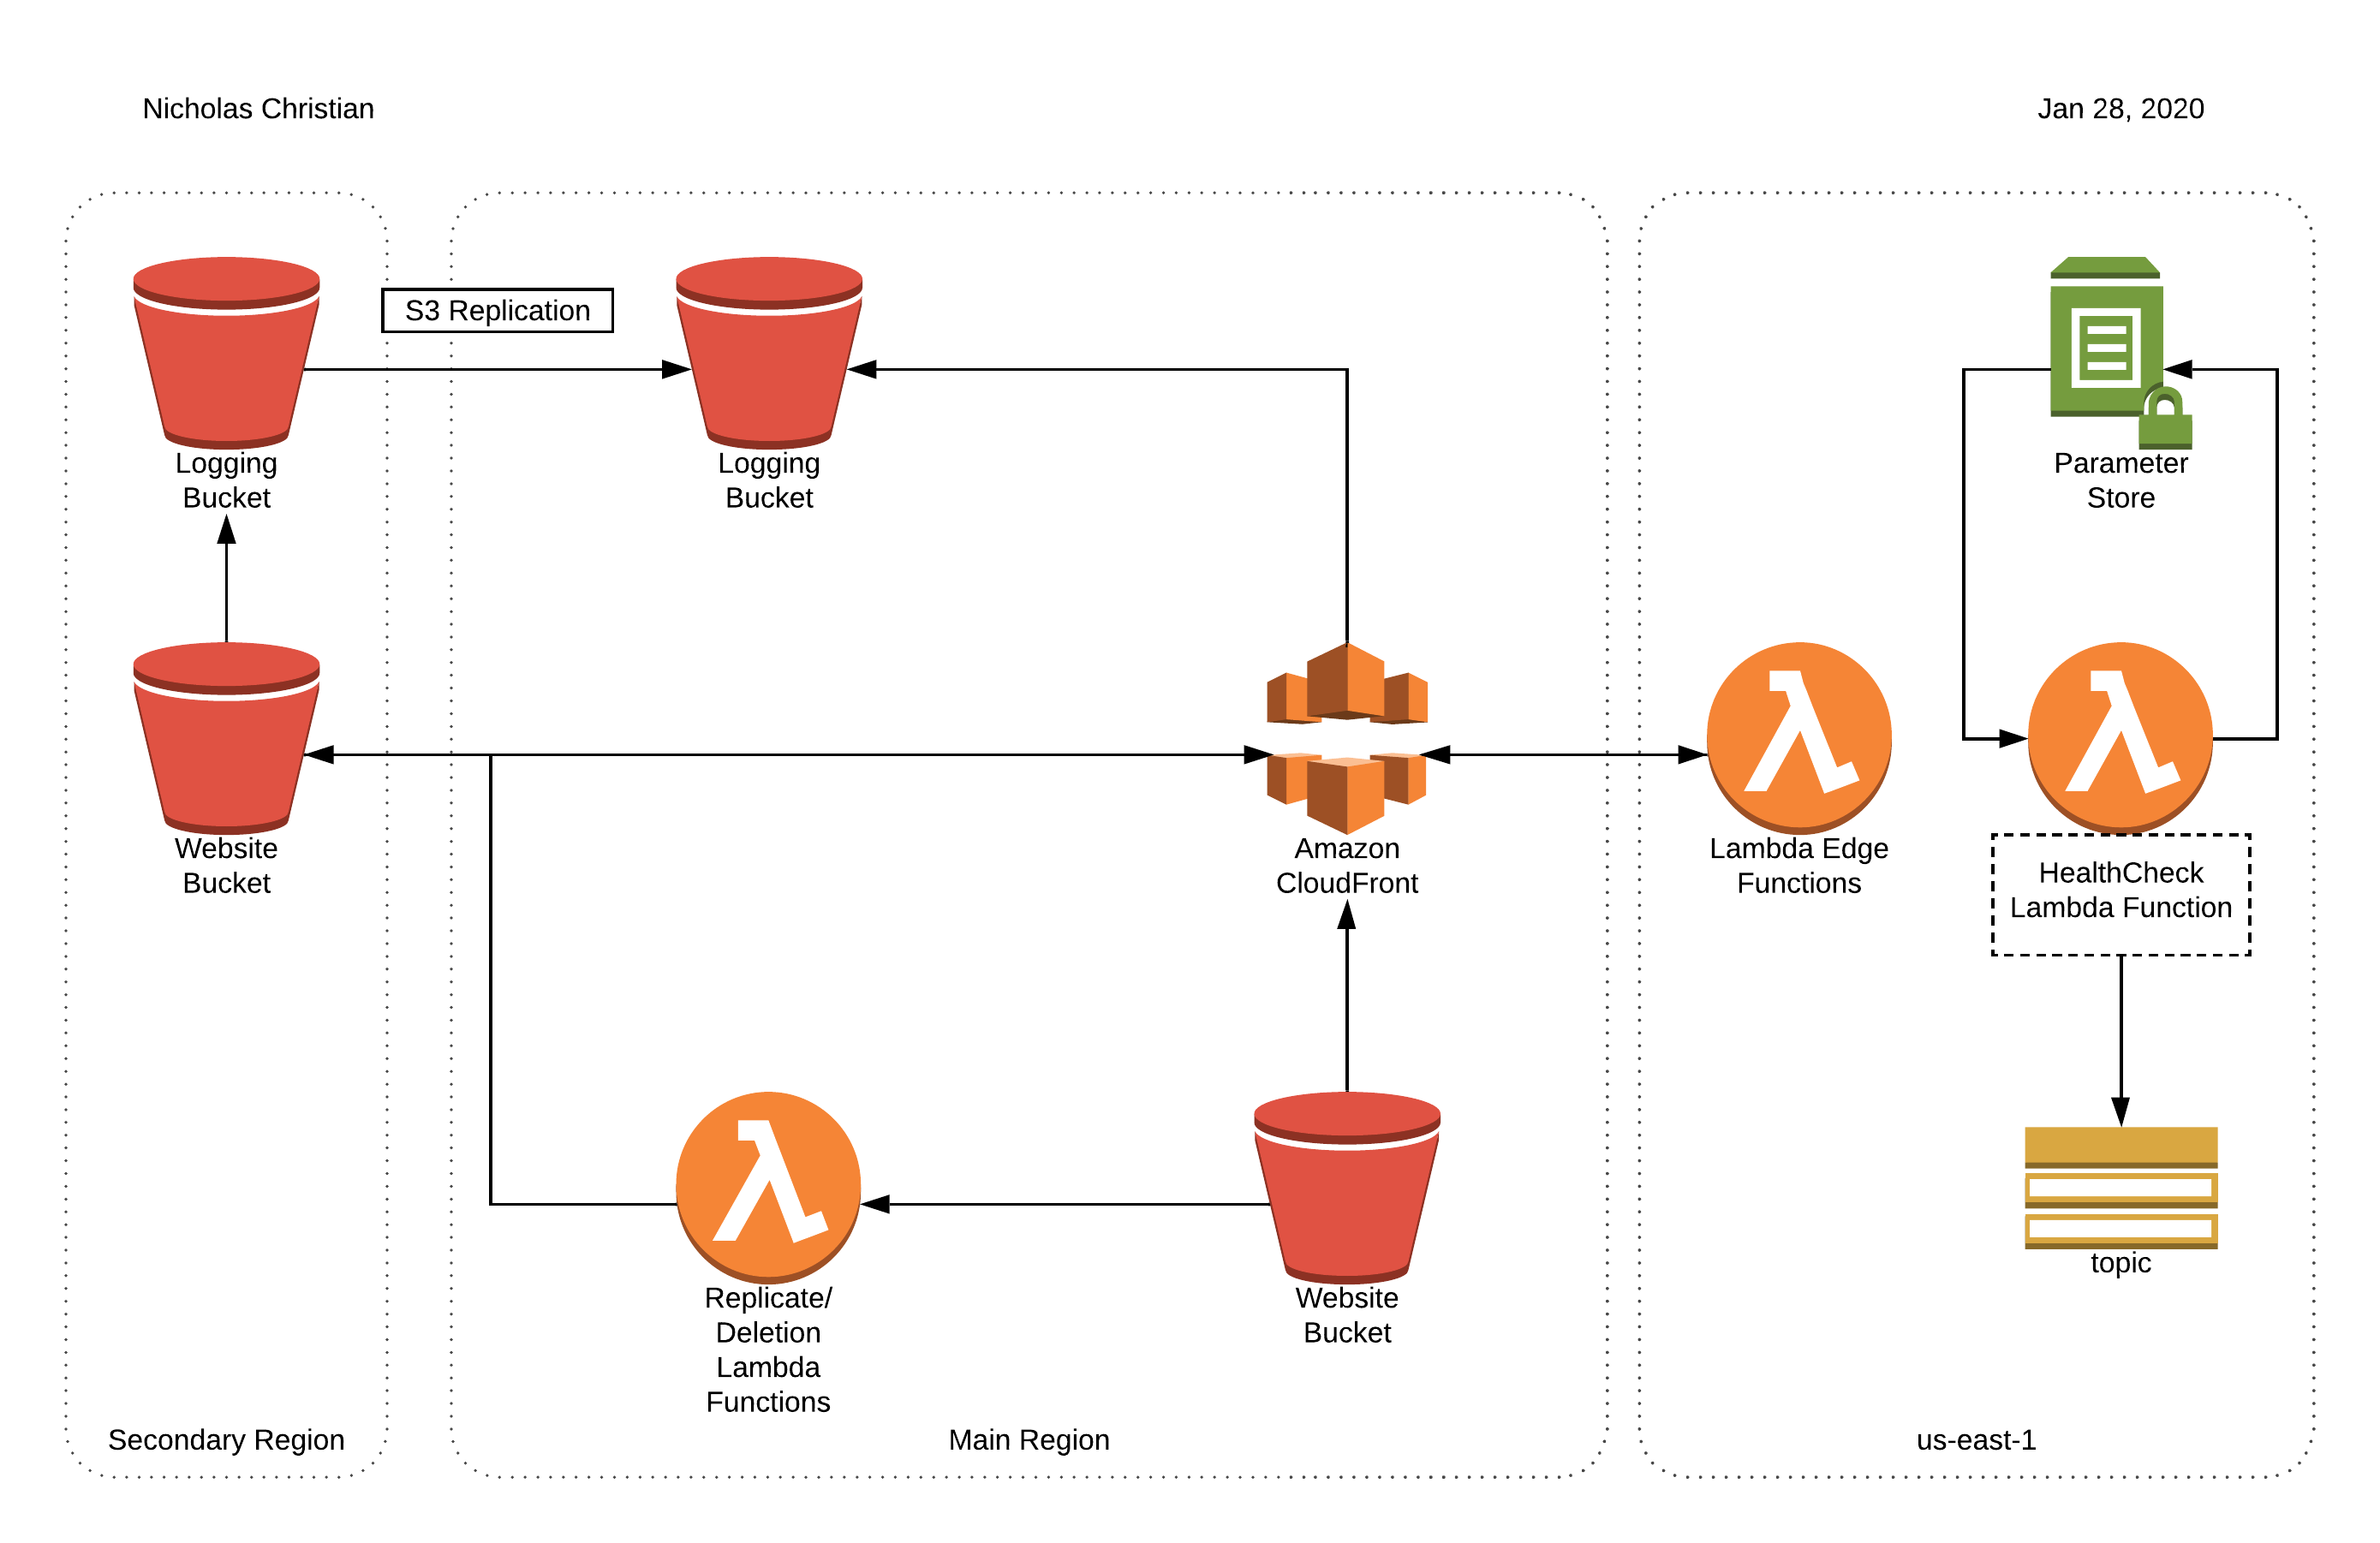 Nicholas Christian
Jan 28, 2020
S3 Replication
Logging
Bucket
Logging
Bucket
Parameter
Store
Website
Bucket
Amazon
CloudFront
Lambda Edge
Functions
HealthCheck
Lambda Function
Replicate/
Deletion
Lambda
Functions
Website
Bucket
topic
Secondary Region
Main Region
us-east-1